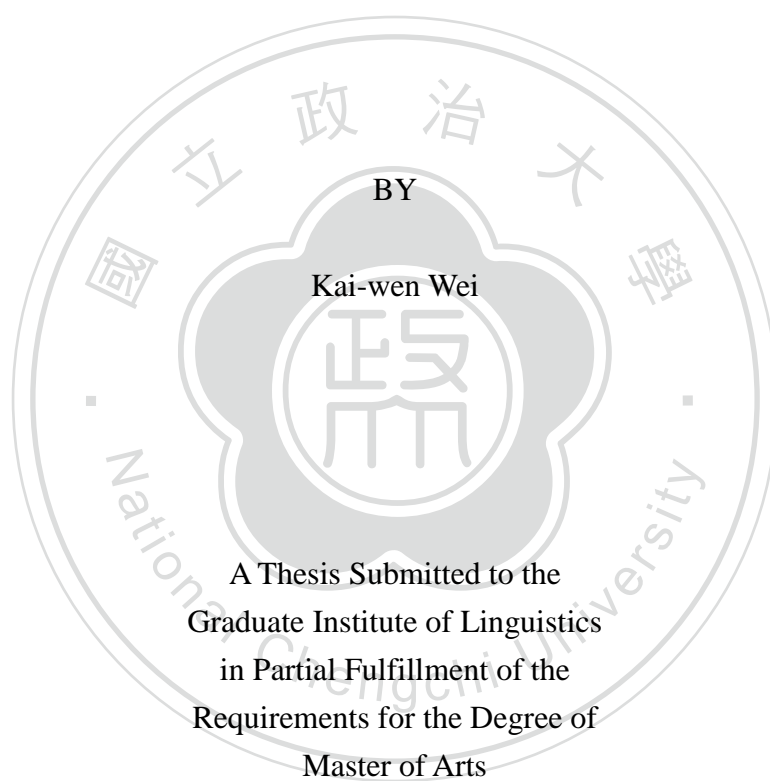 BY
Kai-wen Wei
A Thesis Submitted to the
Graduate Institute of Linguistics
in Partial Fulfillment of the
Requirements for the Degree of
Master of Arts
國立政治大學
政
National Chengchi University